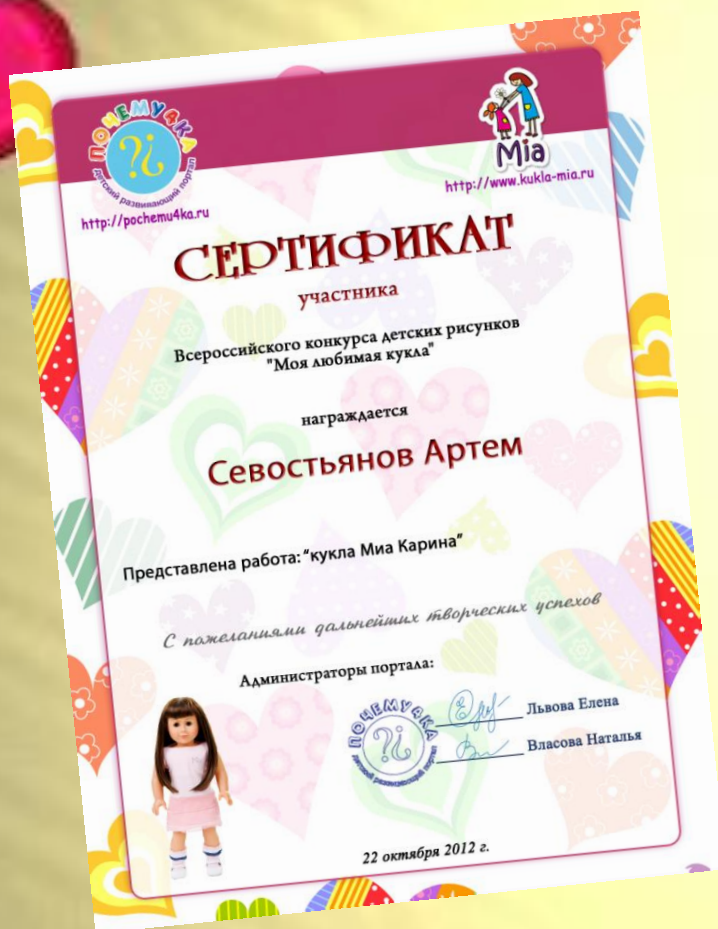 ПОЧЕМУ4КА
детский развивающий портал
http://pochemu4ka.ru
Mia
http://www.kukla-mia.ru
СЕРТИФИКАТ
участника
Всероссийского конкурса детских рисунков
"Моя любимая кукла"
награждается
Севостьянов Артем
Представлена работа: “кукла Миа Карина”
С пожеланиями дальнейших творческих успехов
Администраторы портала:
ПОЧЕМУ4КА
детский развивающий портал
Львова Елена
Власова Наталья
22 октября 2012 г.